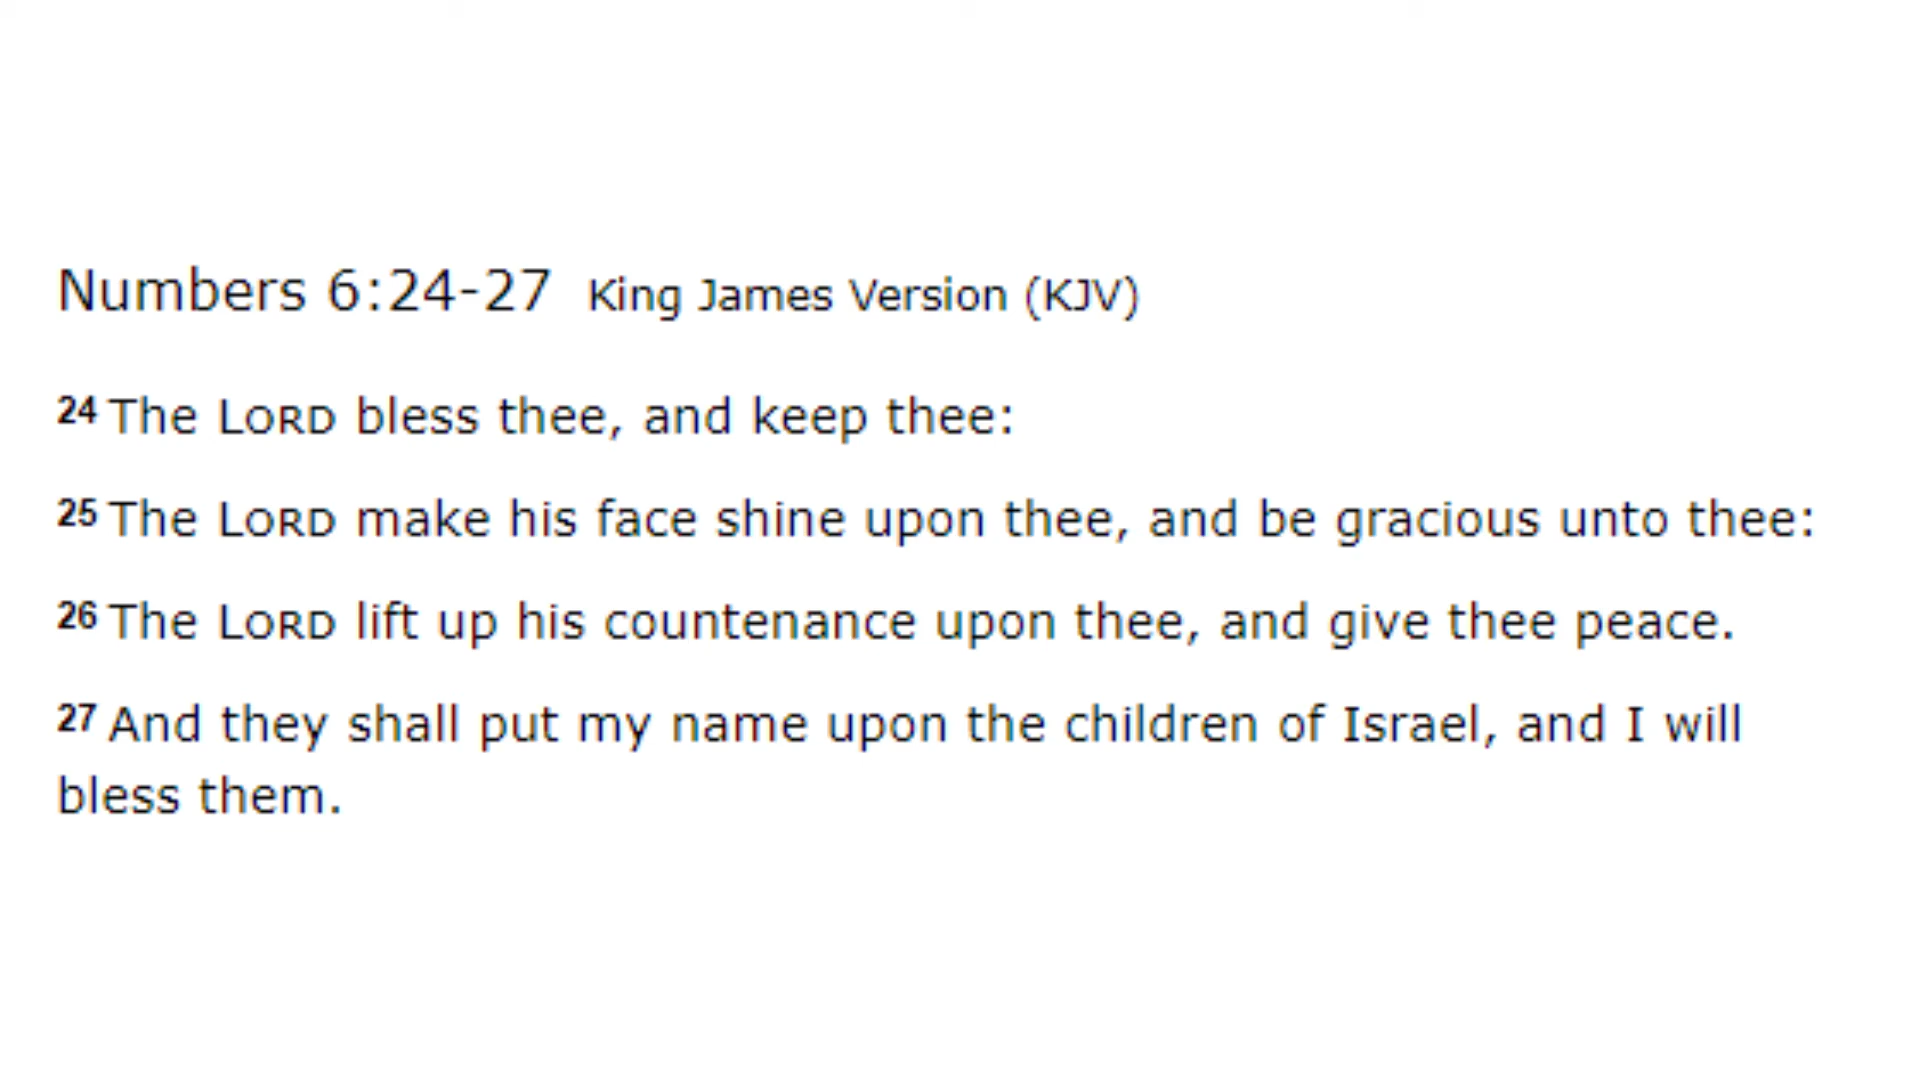 Numbers 6:24-27 King James Version (KJV)
24 The LORD bless thee, and keep thee:
25 The LORD make his face shine upon thee, and be gracious unto thee:
26 The LORD lift up his countenance upon thee, and give thee peace.
27 And they shall put my name upon the children of Israel, and I will
bless them.